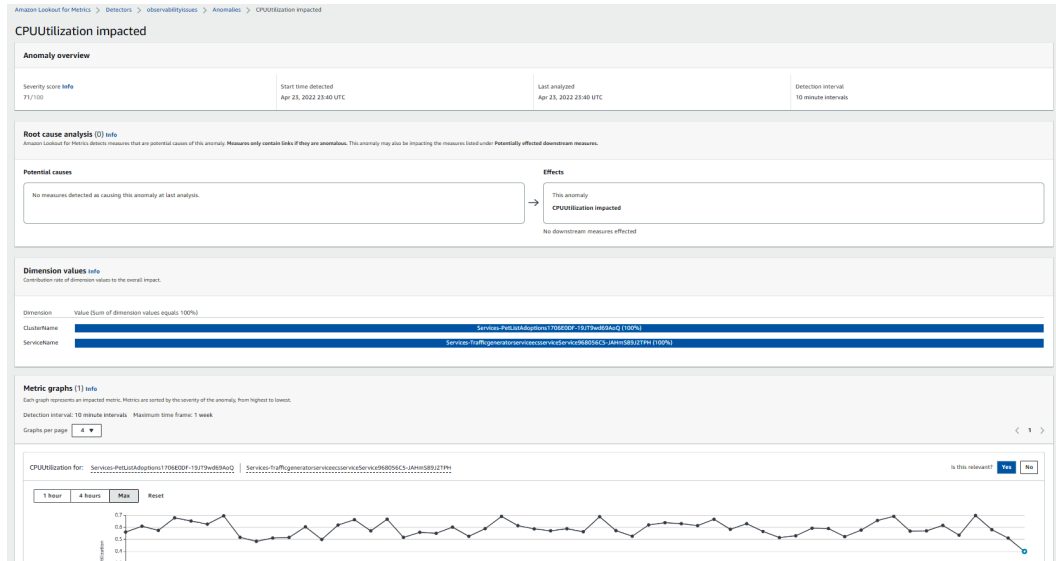 Amazon Lookout for Metrics > Detectors > observabilityissues > Anomalies > CPUUtilization impacted
CPUUtilization impacted
Anomaly overview
Severity score Info
71/100
Start time detected
Apr 23, 2022 23:40 UTC
Last analyzed
Apr 23, 2022 23:40 UTC
Detection interval
10 minute intervals
Root cause analysis (0) Info
Amazon Lookout for Metrics detects measures that are potential causes of this anomaly. Measures only contain links if they are anomalous. This anomaly may also be impacting the measures listed under Potentially effected downstream measures.
Potential causes
No measures detected as causing this anomaly at last analysis.
Effects
This anomaly
CPUUtilization impacted
No downstream measures effected
Dimension values Info
Contribution rate of dimension values to the overall impact.
Dimension Value (Sum of dimension values equals 100%)
ClusterName Services-PetListAdoptions1706E0DF-19JT9wd69AoQ (100%)
ServiceName Services-TrafficgeneratorserviceecsserviceService968056C5-JAHmS89J2TPH (100%)
Metric graphs (1) Info
Each graph represents an impacted metric. Metrics are sorted by the severity of the anomaly, from highest to lowest.
Detection interval: 10 minute intervals Maximum time frame: 1 week
Graphs per page 4
1
CPUUtilization for: Services-PetListAdoptions1706E0DF-19JT9wd69AoQ | Services-TrafficgeneratorserviceecsserviceService968056C5-JAHmS89J2TPH
Is this relevant? Yes No
1 hour 4 hours Max Reset
0.7
0.6
0.5
0.4